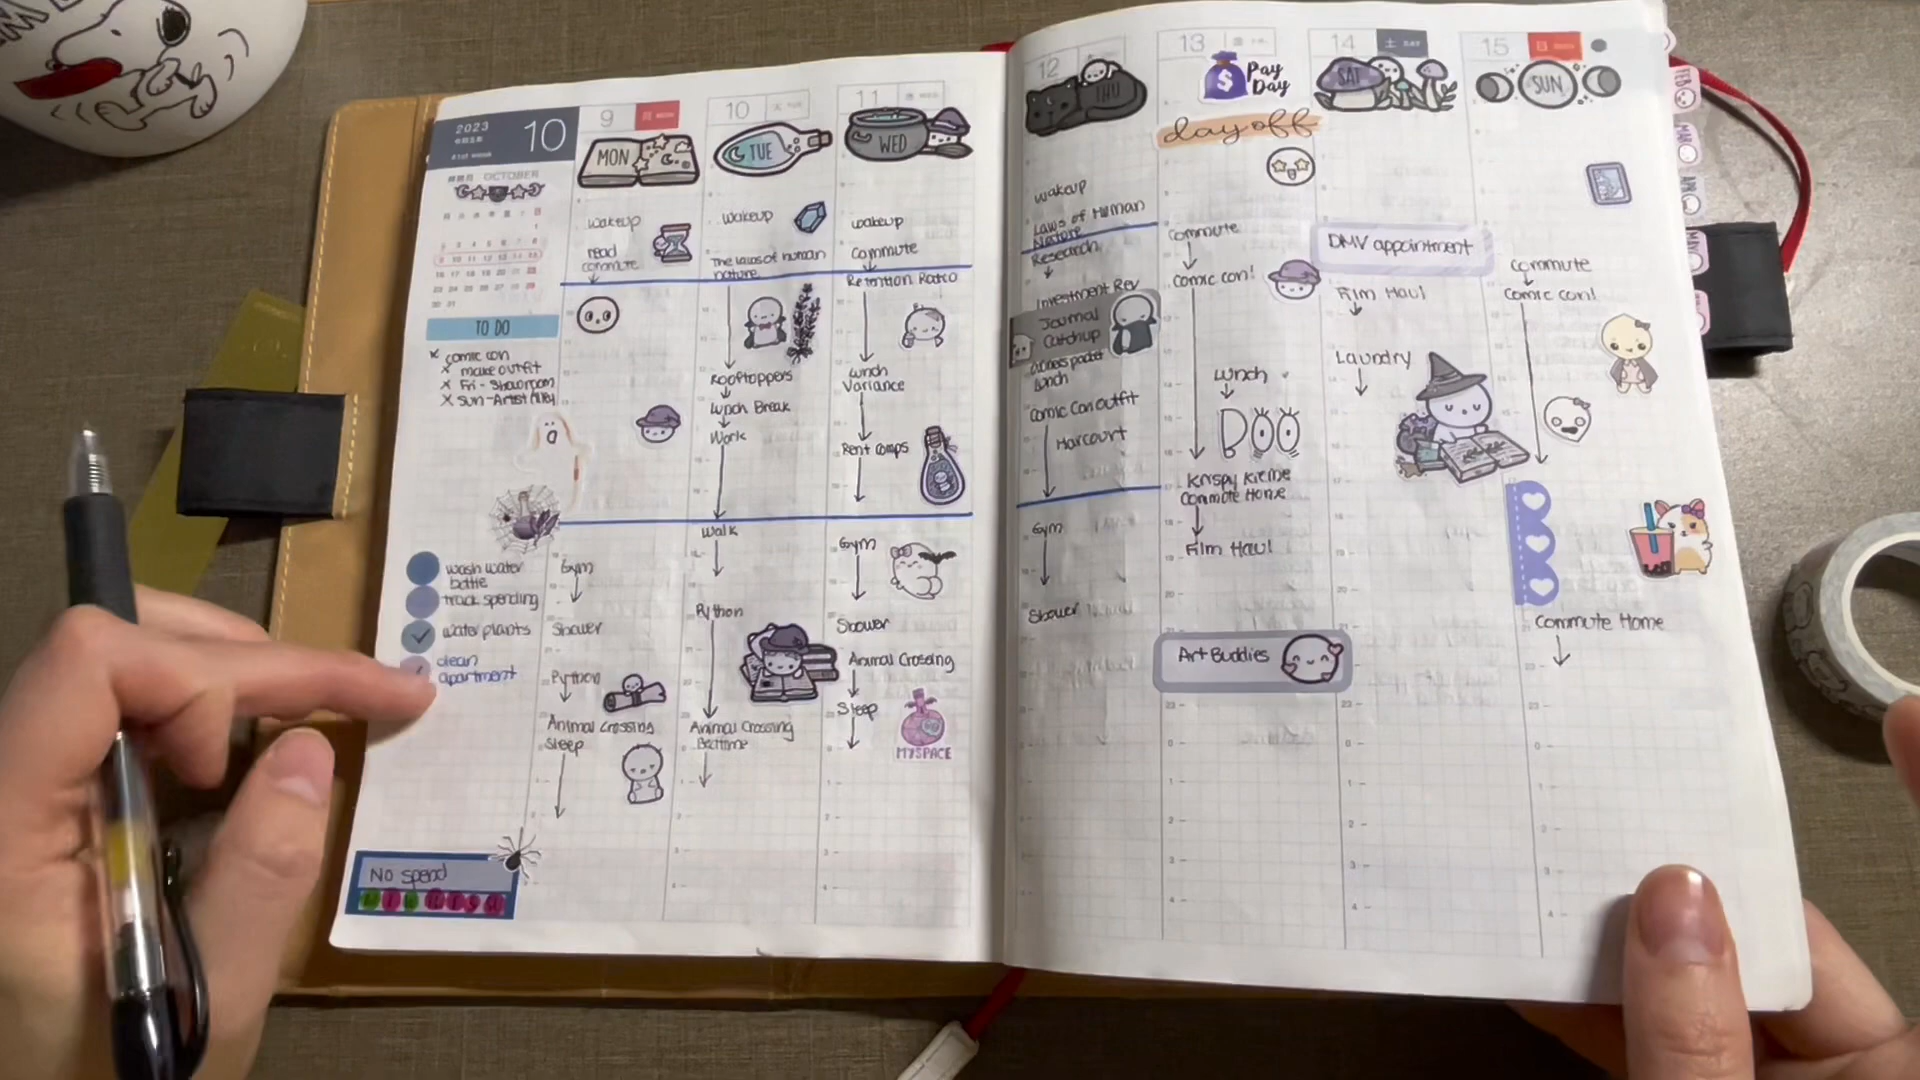 2023
10
OCTOBER
TO DO
comic con
make outfit
Fri - Showroom
Sun - Artist Alley
wash water
bottle
track spending
water plants
clean
apartment
No spend
9
MON
wakeup
read
commute
Gym
Shower
Python
Animal Crossing
Sleep
10
TUE
wakeup
The laws of human
nature
Rooftoppers
Lunch Break
Work
Walk
Python
Animal Crossing
Bedtime
11
WED
wakeup
Commute
Retention Ratio
Lunch
Variance
Rent Comps
Gym
Shower
Animal Crossing
Sleep
MYSPACE
12
THU
wakeup
Laws of Human
Nature
Research
Investment Rev
Journal
Catchup
Lunch
Comic Con outfit
Harcourt
Gym
Shower
13
Pay
Day
day off
Commute
Comic con!
Lunch
BOO
Krispy Kreme
Commute Home
Film Haul
Art Buddies
14
SAT
SAT
DMV appointment
Film Haul
Laundry
15
SUN
Commute
Comic Con!
Commute Home
FEB
MAR
APR
MAY